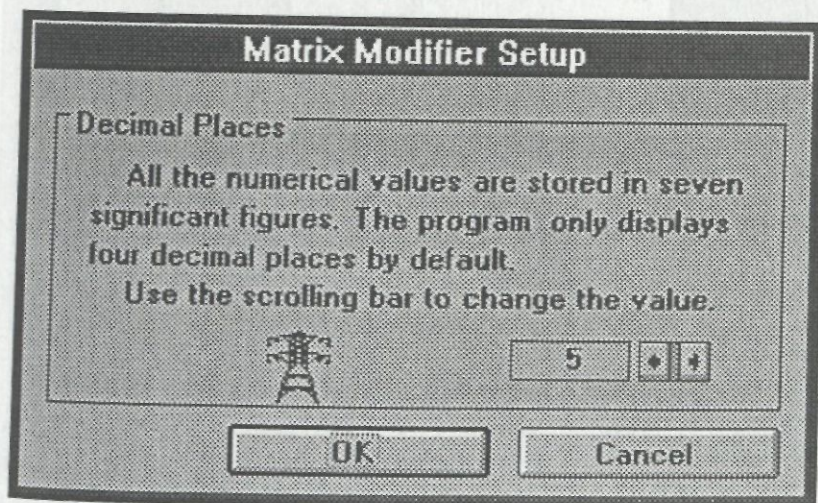 Matrix Modifier Setup
Decimal Places
All the numerical values are stored in seven
significant figures. The program only displays
four decimal places by default.
Use the scrolling bar to change the value.
5
OK
Cancel